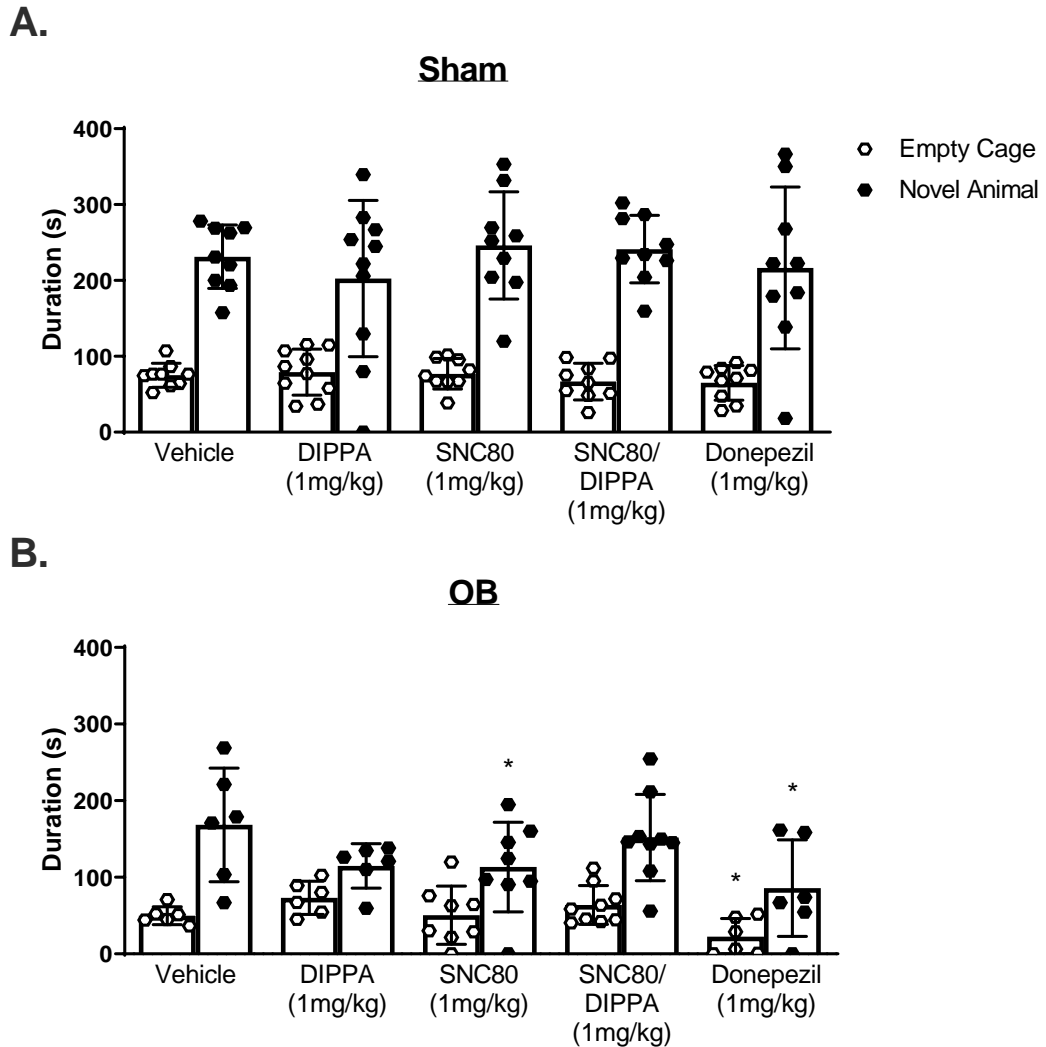 A.
Sham
400
300
200
100
0
Duration (s)
Empty Cage
Novel Animal
Vehicle
DIPPA
(1mg/kg)
SNC80
(1mg/kg)
SNC80/
DIPPA
(1mg/kg)
Donepezil
(1mg/kg)
B.
OB
400
300
200
100
0
Duration (s)
*
*
*
Vehicle
DIPPA
(1mg/kg)
SNC80
(1mg/kg)
SNC80/
DIPPA
(1mg/kg)
Donepezil
(1mg/kg)